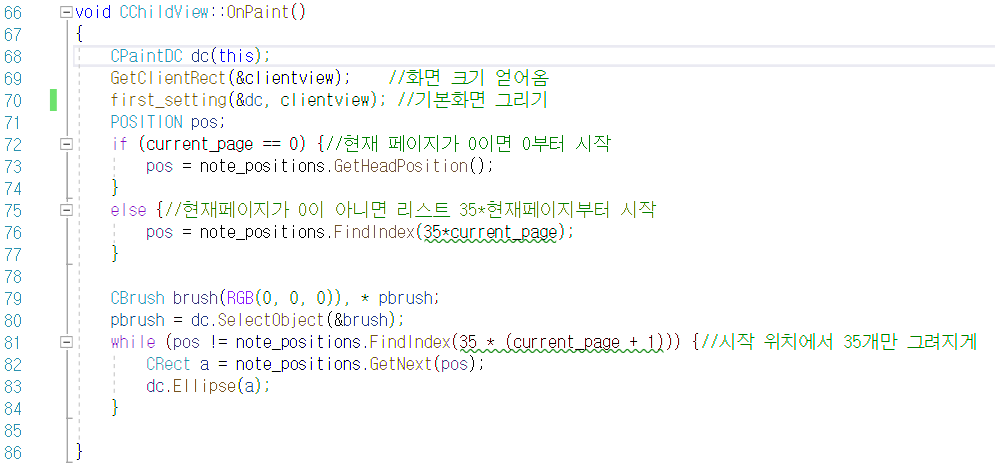 66 void CChildView::OnPaint()
67 {
68 CPaintDC dc(this);
69 GetClientRect(&clientview); //화면 크기 얻어옴
70 first_setting(&dc, clientview); //기본화면 그리기
71 POSITION pos;
72 if (current_page == 0) {//현재 페이지가 0이면 0부터 시작
73 pos = note_positions.GetHeadPosition();
74 }
75 else {//현재페이지가 0이 아니면 리스트 35*현재페이지부터 시작
76 pos = note_positions.FindIndex(35*current_page);
77 }
78
79 CBrush brush(RGB(0, 0, 0)), * pbrush;
80 pbrush = dc.SelectObject(&brush);
81 while (pos != note_positions.FindIndex(35 * (current_page + 1))) {//시작 위치에서 35개만 그려지게
82 CRect a = note_positions.GetNext(pos);
83 dc.Ellipse(a);
84 }
85
86 }